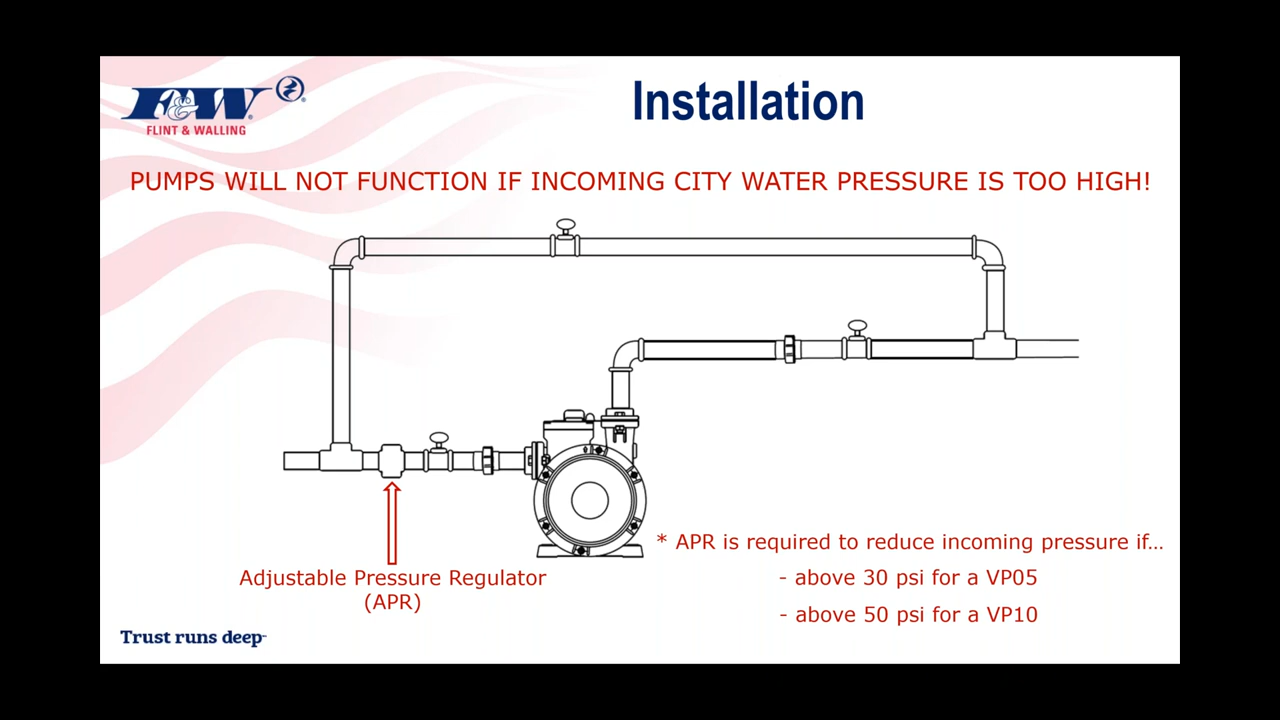 F&W
FLINT & WALLING
Installation
PUMPS WILL NOT FUNCTION IF INCOMING CITY WATER PRESSURE IS TOO HIGH!
Adjustable Pressure Regulator
(APR)
* APR is required to reduce incoming pressure if...
- above 30 psi for a VP05
- above 50 psi for a VP10
Trust runs deep